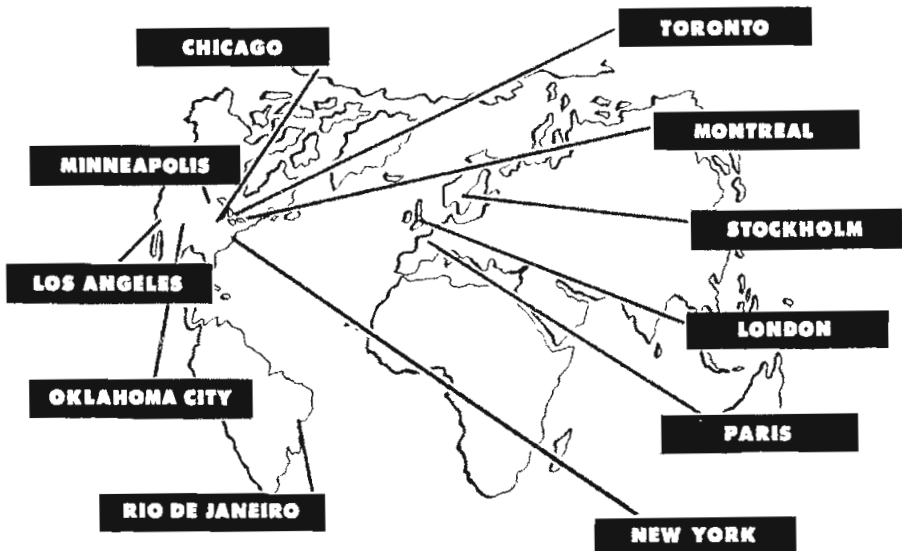 CHICAGO
TORONTO
MONTREAL
MINNEAPOLIS
STOCKHOLM
LOS ANGELES
LONDON
OKLAHOMA CITY
PARIS
RIO DE JANEIRO
NEW YORK